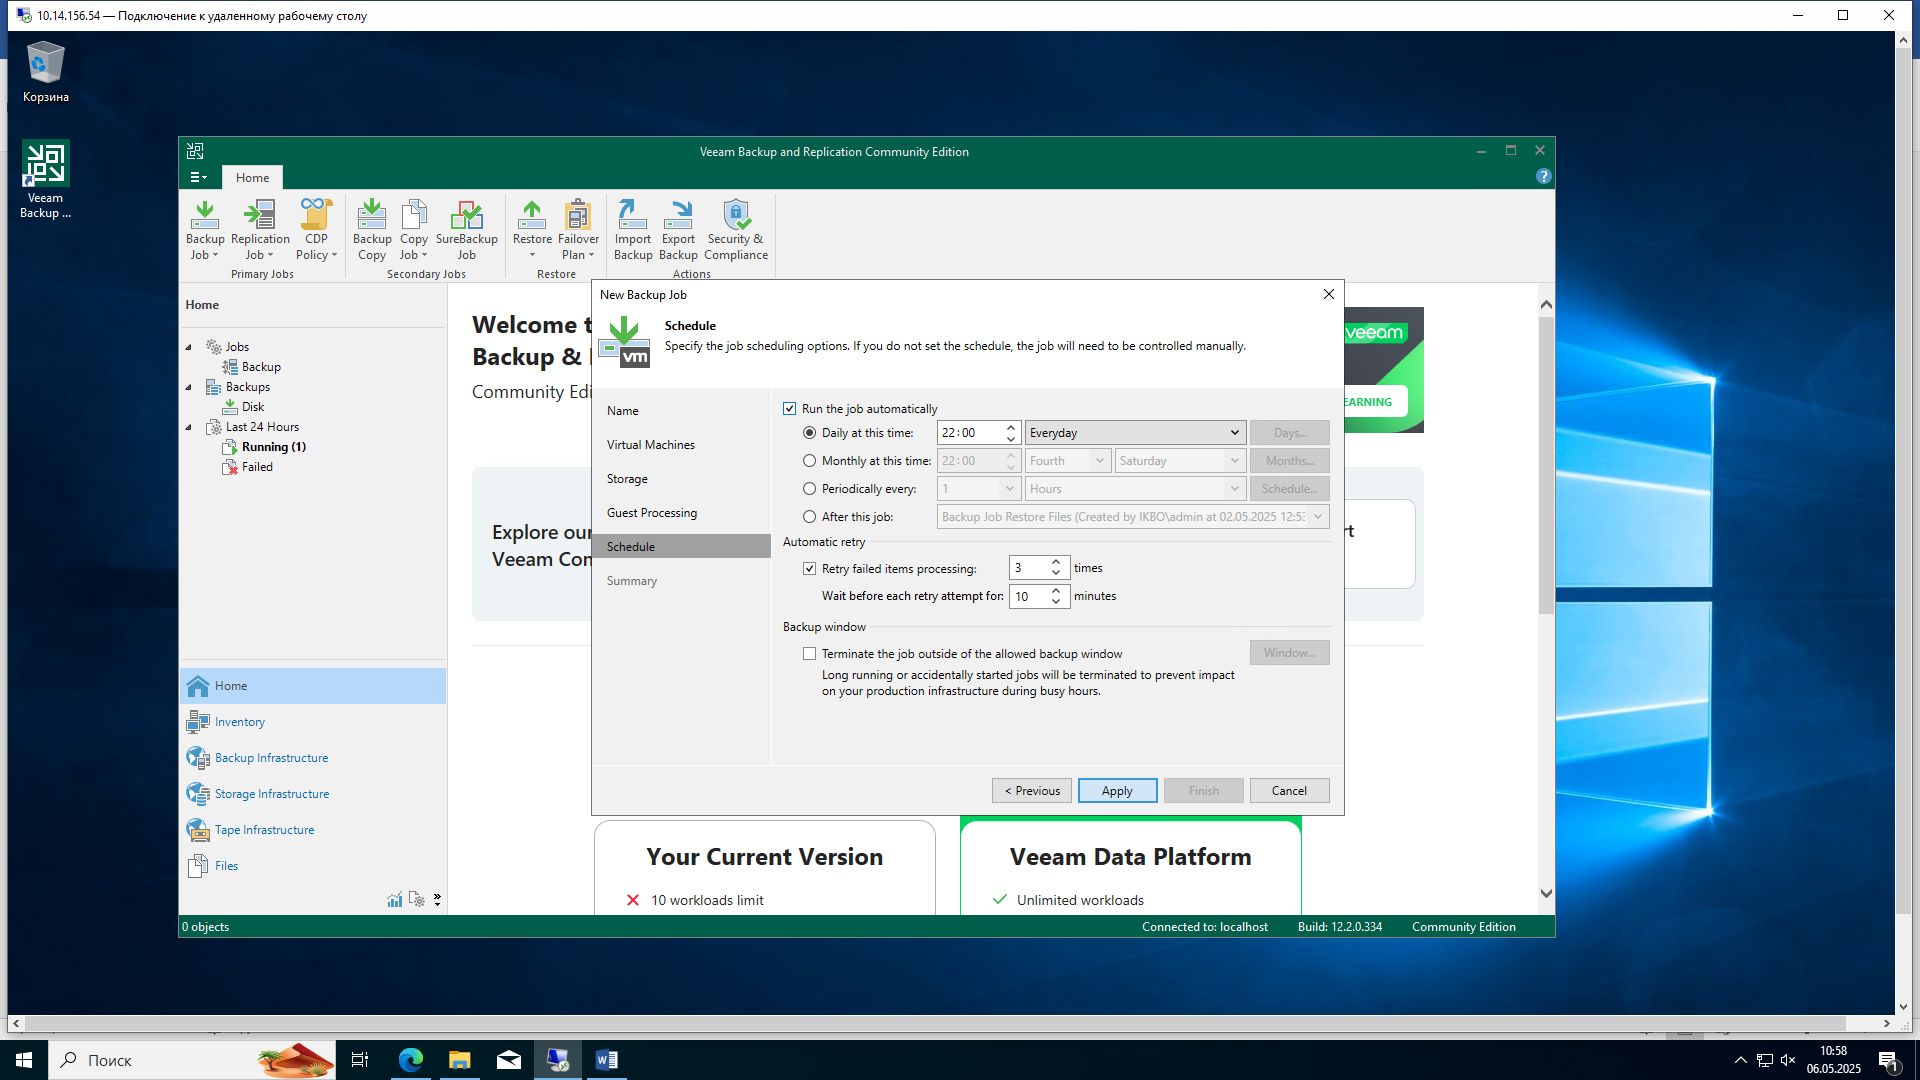 10.14.156.54 — Подключение к удаленному рабочему столу
Корзина
Veeam
Backup ...
Veeam Backup and Replication Community Edition
Home
Backup Job
Replication Job
CDP Policy
Backup Copy
Copy Job
SureBackup Job
Restore
Failover Plan
Import Backup
Export Backup
Security & Compliance
Primary Jobs
Secondary Jobs
Restore
Actions
Home
Jobs
Backup
Backups
Disk
Last 24 Hours
Running (1)
Failed
Home
Inventory
Backup Infrastructure
Storage Infrastructure
Tape Infrastructure
Files
Welcome t
Backup &
Community Edi
veeam
EARNING
Explore our
Veeam Con
rt
New Backup Job
vm
Schedule
Specify the job scheduling options. If you do not set the schedule, the job will need to be controlled manually.
Name
Virtual Machines
Storage
Guest Processing
Schedule
Summary
Run the job automatically
Daily at this time: 22:00 Everyday Days...
Monthly at this time: 22:00 Fourth Saturday Months...
Periodically every: 1 Hours Schedule...
After this job: Backup Job Restore Files (Created by IKBO\admin at 02.05.2025 12:53
Automatic retry
Retry failed items processing: 3 times
Wait before each retry attempt for: 10 minutes
Backup window
Terminate the job outside of the allowed backup window Window...
Long running or accidentally started jobs will be terminated to prevent impact
on your production infrastructure during busy hours.
< Previous Apply Finish Cancel
Your Current Version
10 workloads limit
Veeam Data Platform
Unlimited workloads
0 objects
Connected to: localhost
Build: 12.2.0.334
Community Edition
Поиск
10:58
06.05.2025
1